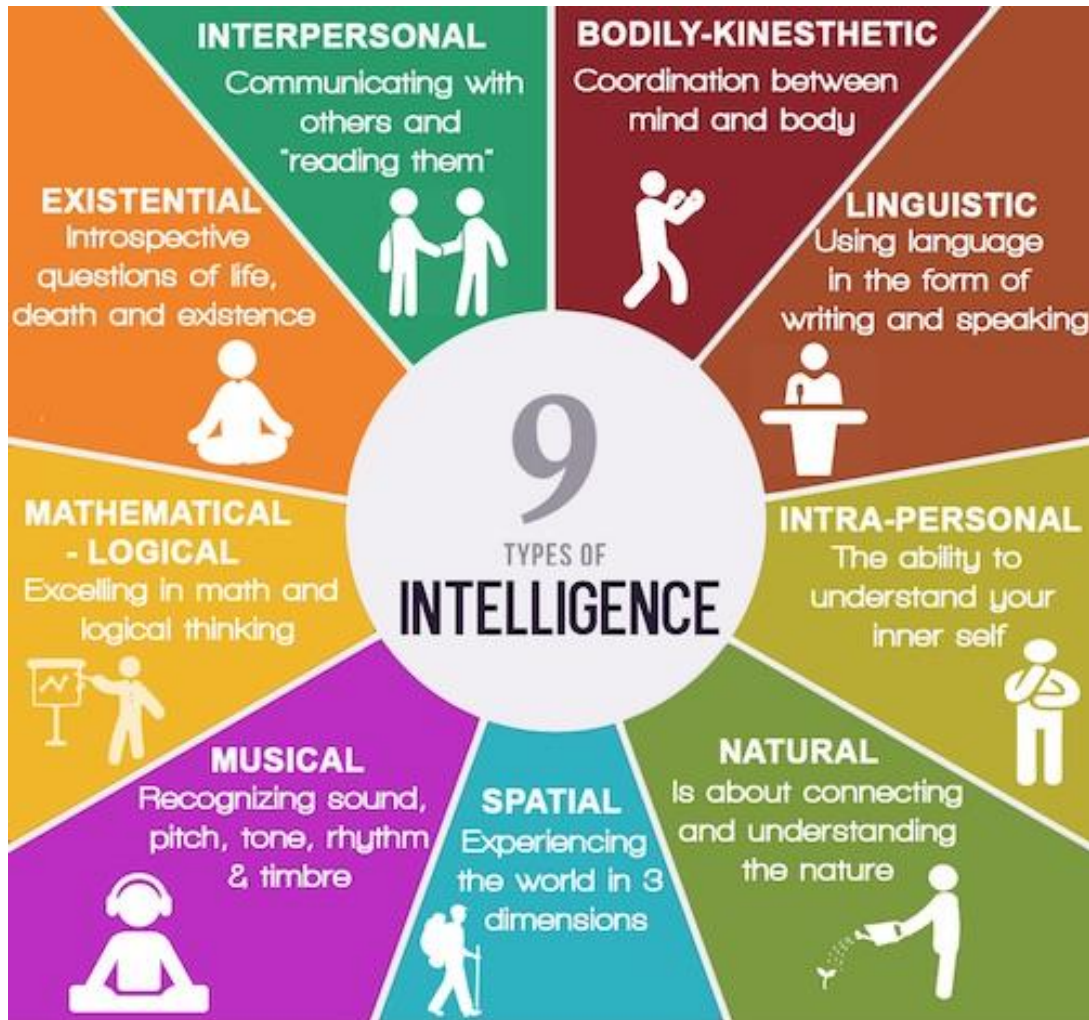 INTERPERSONAL
Communicating with
others and
"reading them"
BODILY-KINESTHETIC
Coordination between
mind and body
LINGUISTIC
Using language
in the form of
writing and speaking
INTRA-PERSONAL
The ability to
understand your
inner self
NATURAL
Is about connecting
and understanding
the nature
SPATIAL
Experiencing
the world in 3
dimensions
MUSICAL
Recognizing sound,
pitch, tone, rhythm
& timbre
MATHEMATICAL
- LOGICAL
Excelling in math and
logical thinking
EXISTENTIAL
Introspective
questions of life,
death and existence
9
TYPES OF
INTELLIGENCE